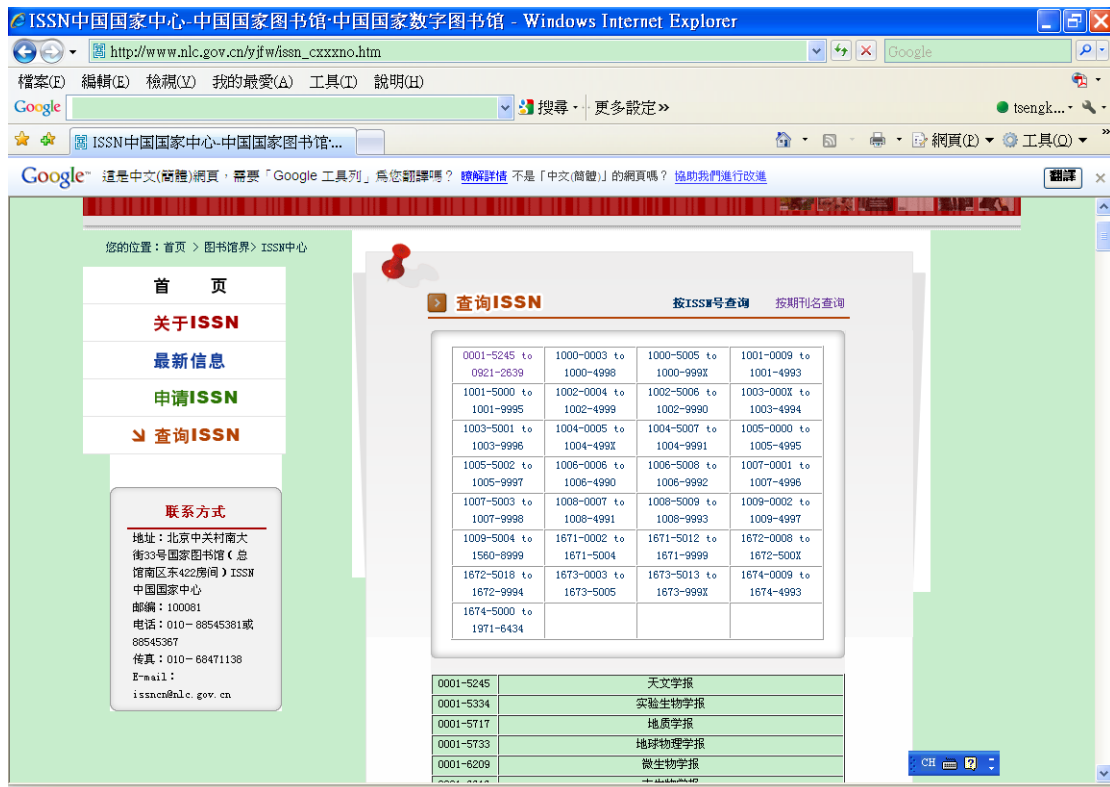 ISSN中国国家中心-中国国家图书馆·中国国家数字图书馆 - Windows Internet Explorer
http://www.nlc.gov.cn/yjfw/issn_cxxxno.htm
Google
檔案(F) 編輯(E) 檢視(V) 我的最愛(A) 工具(T) 說明(H)
Google 搜尋 更多設定» tsengk...
ISSN中国国家中心-中国国家图书馆·... 網頁(P) 工具(O) »
Google™ 這是中文(簡體)網頁，需要「Google 工具列」為您翻譯嗎？ 瞭解詳情 不是「中文(簡體)」的網頁嗎？ 協助我們進行改進 翻譯
您的位置：首页 > 图书馆界> ISSN中心
首 页
关于ISSN
最新信息
申请ISSN
查询ISSN
联系方式
地址：北京中关村南大
街33号国家图书馆（总
馆南区东422房间）ISSN
中国国家中心
邮编：100081
电话：010－88545381或
88545367
传真：010－68471138
E-mail：
issncn@nlc.gov.cn
查询ISSN 按ISSN号查询 按期刊名查询
0001-5245 to 1000-0003 to 1000-5005 to 1001-0009 to
0921-2639 1000-4998 1000-999X 1001-4993
1001-5000 to 1002-0004 to 1002-5006 to 1003-000X to
1001-9995 1002-4999 1002-9990 1003-4994
1003-5001 to 1004-0005 to 1004-5007 to 1005-0000 to
1003-9996 1004-499X 1004-9991 1005-4995
1005-5002 to 1006-0006 to 1006-5008 to 1007-0001 to
1005-9997 1006-4990 1006-9992 1007-4996
1007-5003 to 1008-0007 to 1008-5009 to 1009-0002 to
1007-9998 1008-4991 1008-9993 1009-4997
1009-5004 to 1671-0002 to 1671-5012 to 1672-0008 to
1560-8999 1671-5004 1671-9999 1672-500X
1672-5018 to 1673-0003 to 1673-5013 to 1674-0009 to
1672-9994 1673-5005 1673-999X 1674-4993
1674-5000 to
1971-6434
0001-5245 天文学报
0001-5334 实验生物学报
0001-5717 地质学报
0001-5733 地球物理学报
0001-6209 微生物学报
CH